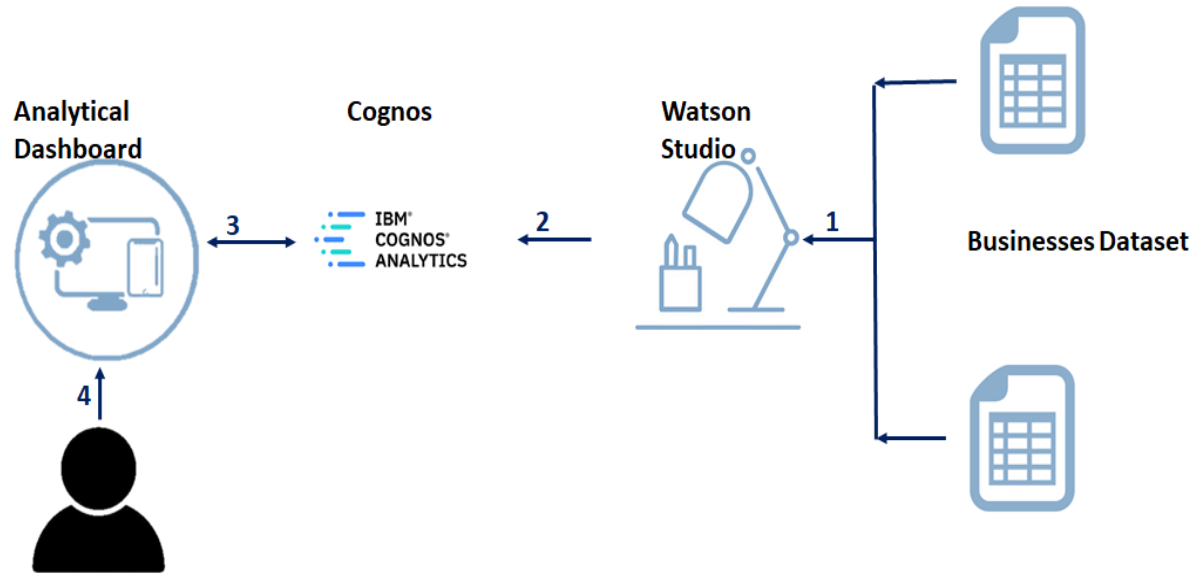 Analytical
Dashboard
Cognos
Watson
Studio
3
IBM®
COGNOS®
ANALYTICS
2
1
Businesses Dataset
4